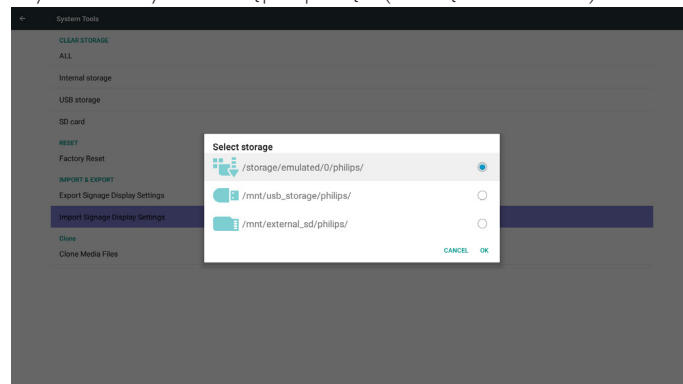 System Tools
CLEAR STORAGE
ALL
Internal storage
USB storage
SD card
RESET
Factory Reset
IMPORT & EXPORT
Export Signage Display Settings
Import Signage Display Settings
Clone
Clone Media Files
Select storage
/storage/emulated/0/philips/
/mnt/usb_storage/philips/
/mnt/external_sd/philips/
CANCEL OK